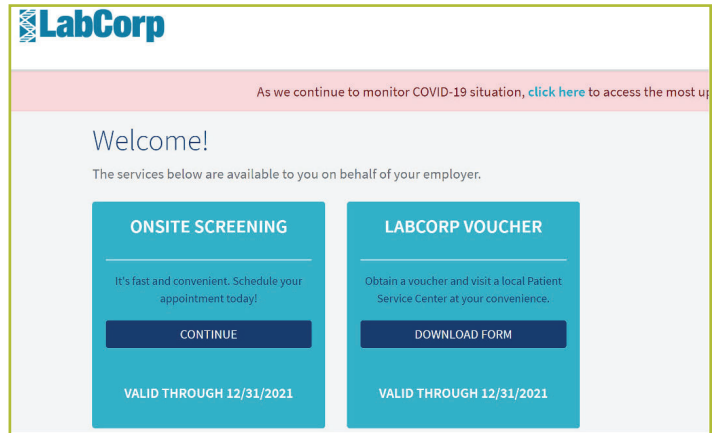 LabCorp
As we continue to monitor COVID-19 situation, click here to access the most
Welcome!
The services below are available to you on behalf of your employer.
ONSITE SCREENING
It's fast and convenient. Schedule your
appointment today!
CONTINUE
VALID THROUGH 12/31/2021
LABCORP VOUCHER
Obtain a voucher and visit a local Patient
Service Center at your convenience.
DOWNLOAD FORM
VALID THROUGH 12/31/2021